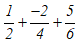 1/2 + -2/4 + 5/6